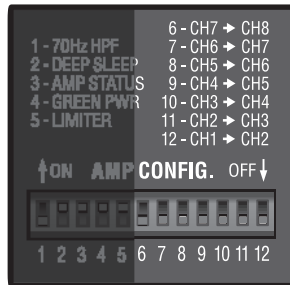 1 - 70Hz HPF
2 - DEEP SLEEP
3 - AMP STATUS
4 - GREEN PWR
5 - LIMITER
6 - CH7 → CH8
7 - CH6 → CH7
8 - CH5 → CH6
9 - CH4 → CH5
10 - CH3 → CH4
11 - CH2 → CH3
12 - CH1 → CH2
↑ON AMP CONFIG. OFF↓
1 2 3 4 5 6 7 8 9 10 11 12